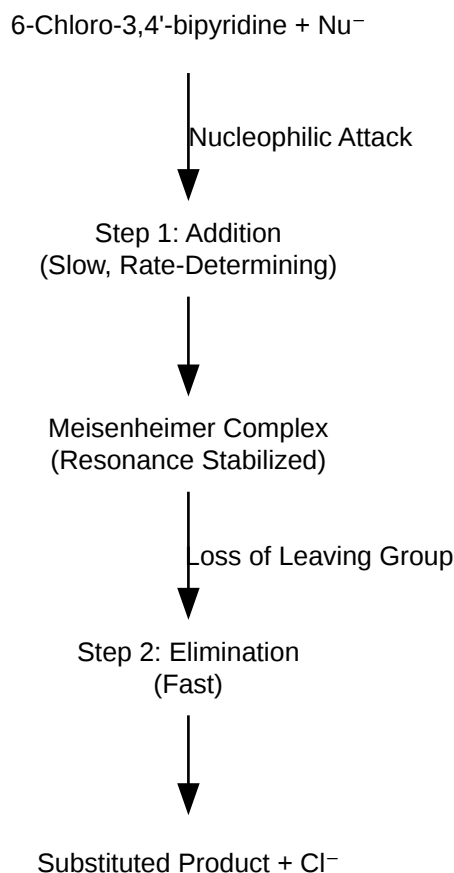 6-Chloro-3,4'-bipyridine + Nu⁻
Nucleophilic Attack
Step 1: Addition
(Slow, Rate-Determining)
Meisenheimer Complex
(Resonance Stabilized)
Loss of Leaving Group
Step 2: Elimination
(Fast)
Substituted Product + Cl⁻